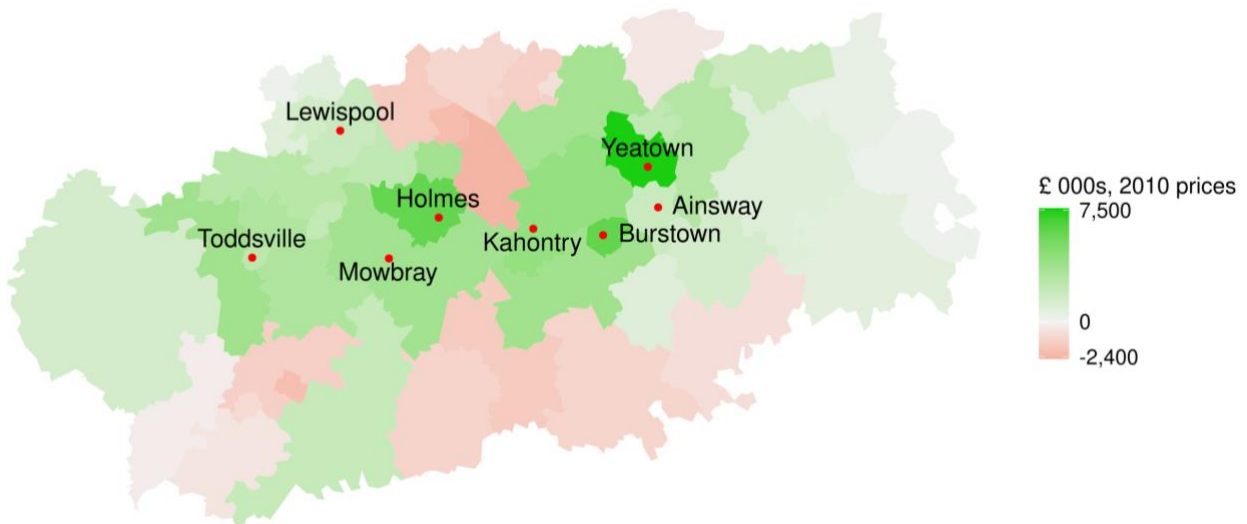 Lewispool
Yeatown
Holmes
Ainsway
Toddsville
Kahontry
Burstown
Mowbray
£ 000s, 2010 prices
7,500
0
-2,400